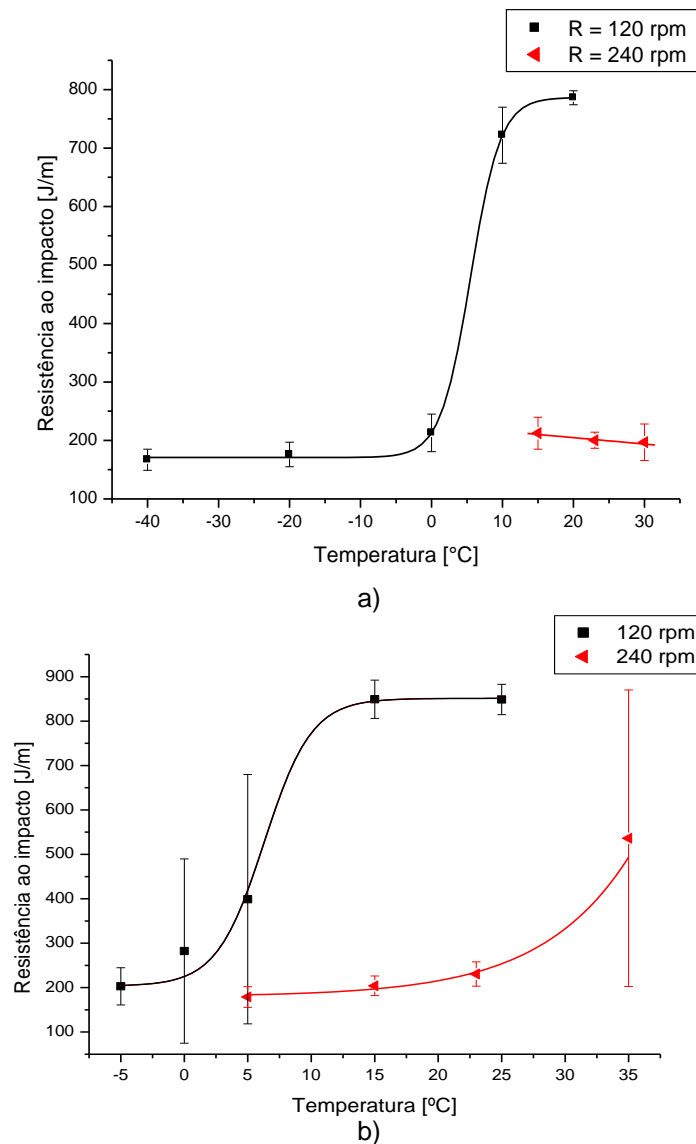 R = 120 rpm
R = 240 rpm
800
700
600
500
400
300
200
100
Resistência ao impacto [J/m]
-40 -30 -20 -10 0 10 20 30
Temperatura [°C]
a)
120 rpm
240 rpm
900
800
700
600
500
400
300
200
100
Resistência ao impacto [J/m]
-5 0 5 10 15 20 25 30 35
Temperatura [ºC]
b)